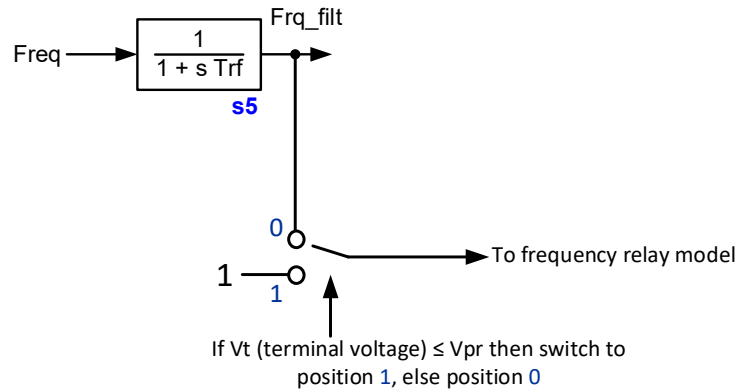 Frq_filt
Freq
1
1 + s Trf
s5
0
To frequency relay model
1
1
If Vt (terminal voltage) ≤ Vpr then switch to
position 1, else position 0